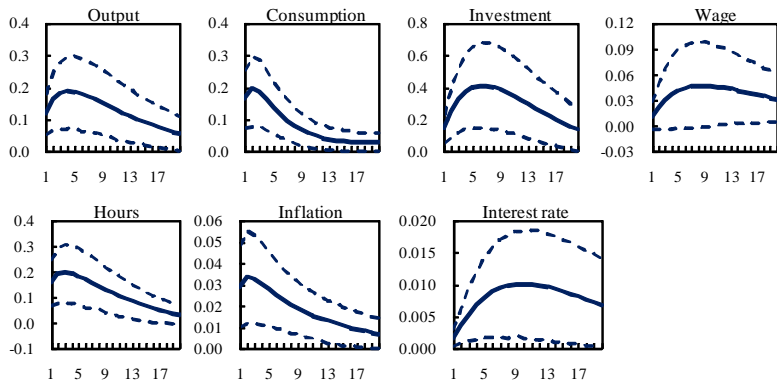 Output
0.4
0.3
0.2
0.1
0.0
1 5 9 13 17
Consumption
0.4
0.3
0.2
0.1
0.0
1 5 9 13 17
Investment
0.8
0.6
0.4
0.2
0.0
1 5 9 13 17
Wage
0.12
0.09
0.06
0.03
0.00
-0.03
1 5 9 13 17
Hours
0.4
0.3
0.2
0.1
0.0
-0.1
1 5 9 13 17
Inflation
0.06
0.05
0.04
0.03
0.02
0.01
0.00
1 5 9 13 17
Interest rate
0.020
0.015
0.010
0.005
0.000
1 5 9 13 17